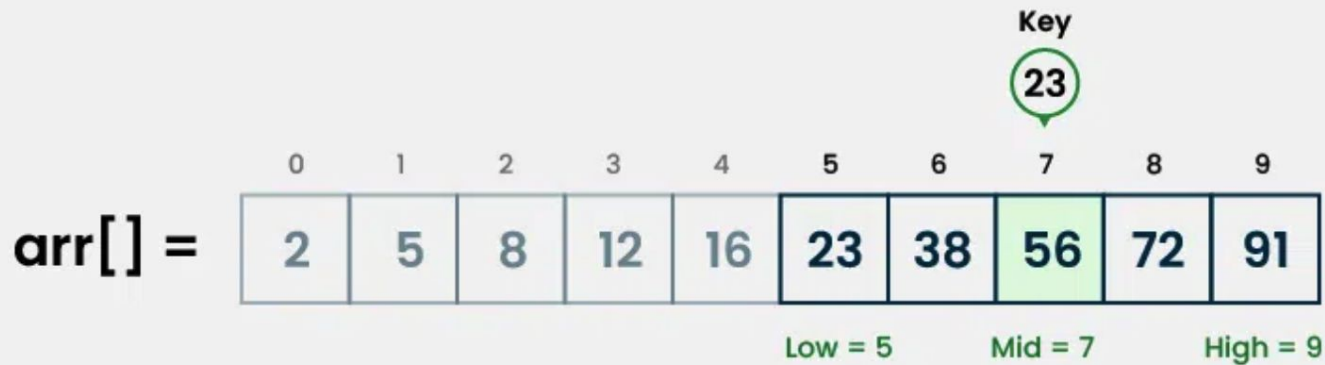 Key
23
0 1 2 3 4 5 6 7 8 9
arr[] = 2 5 8 12 16 23 38 56 72 91
Low = 5 Mid = 7 High = 9